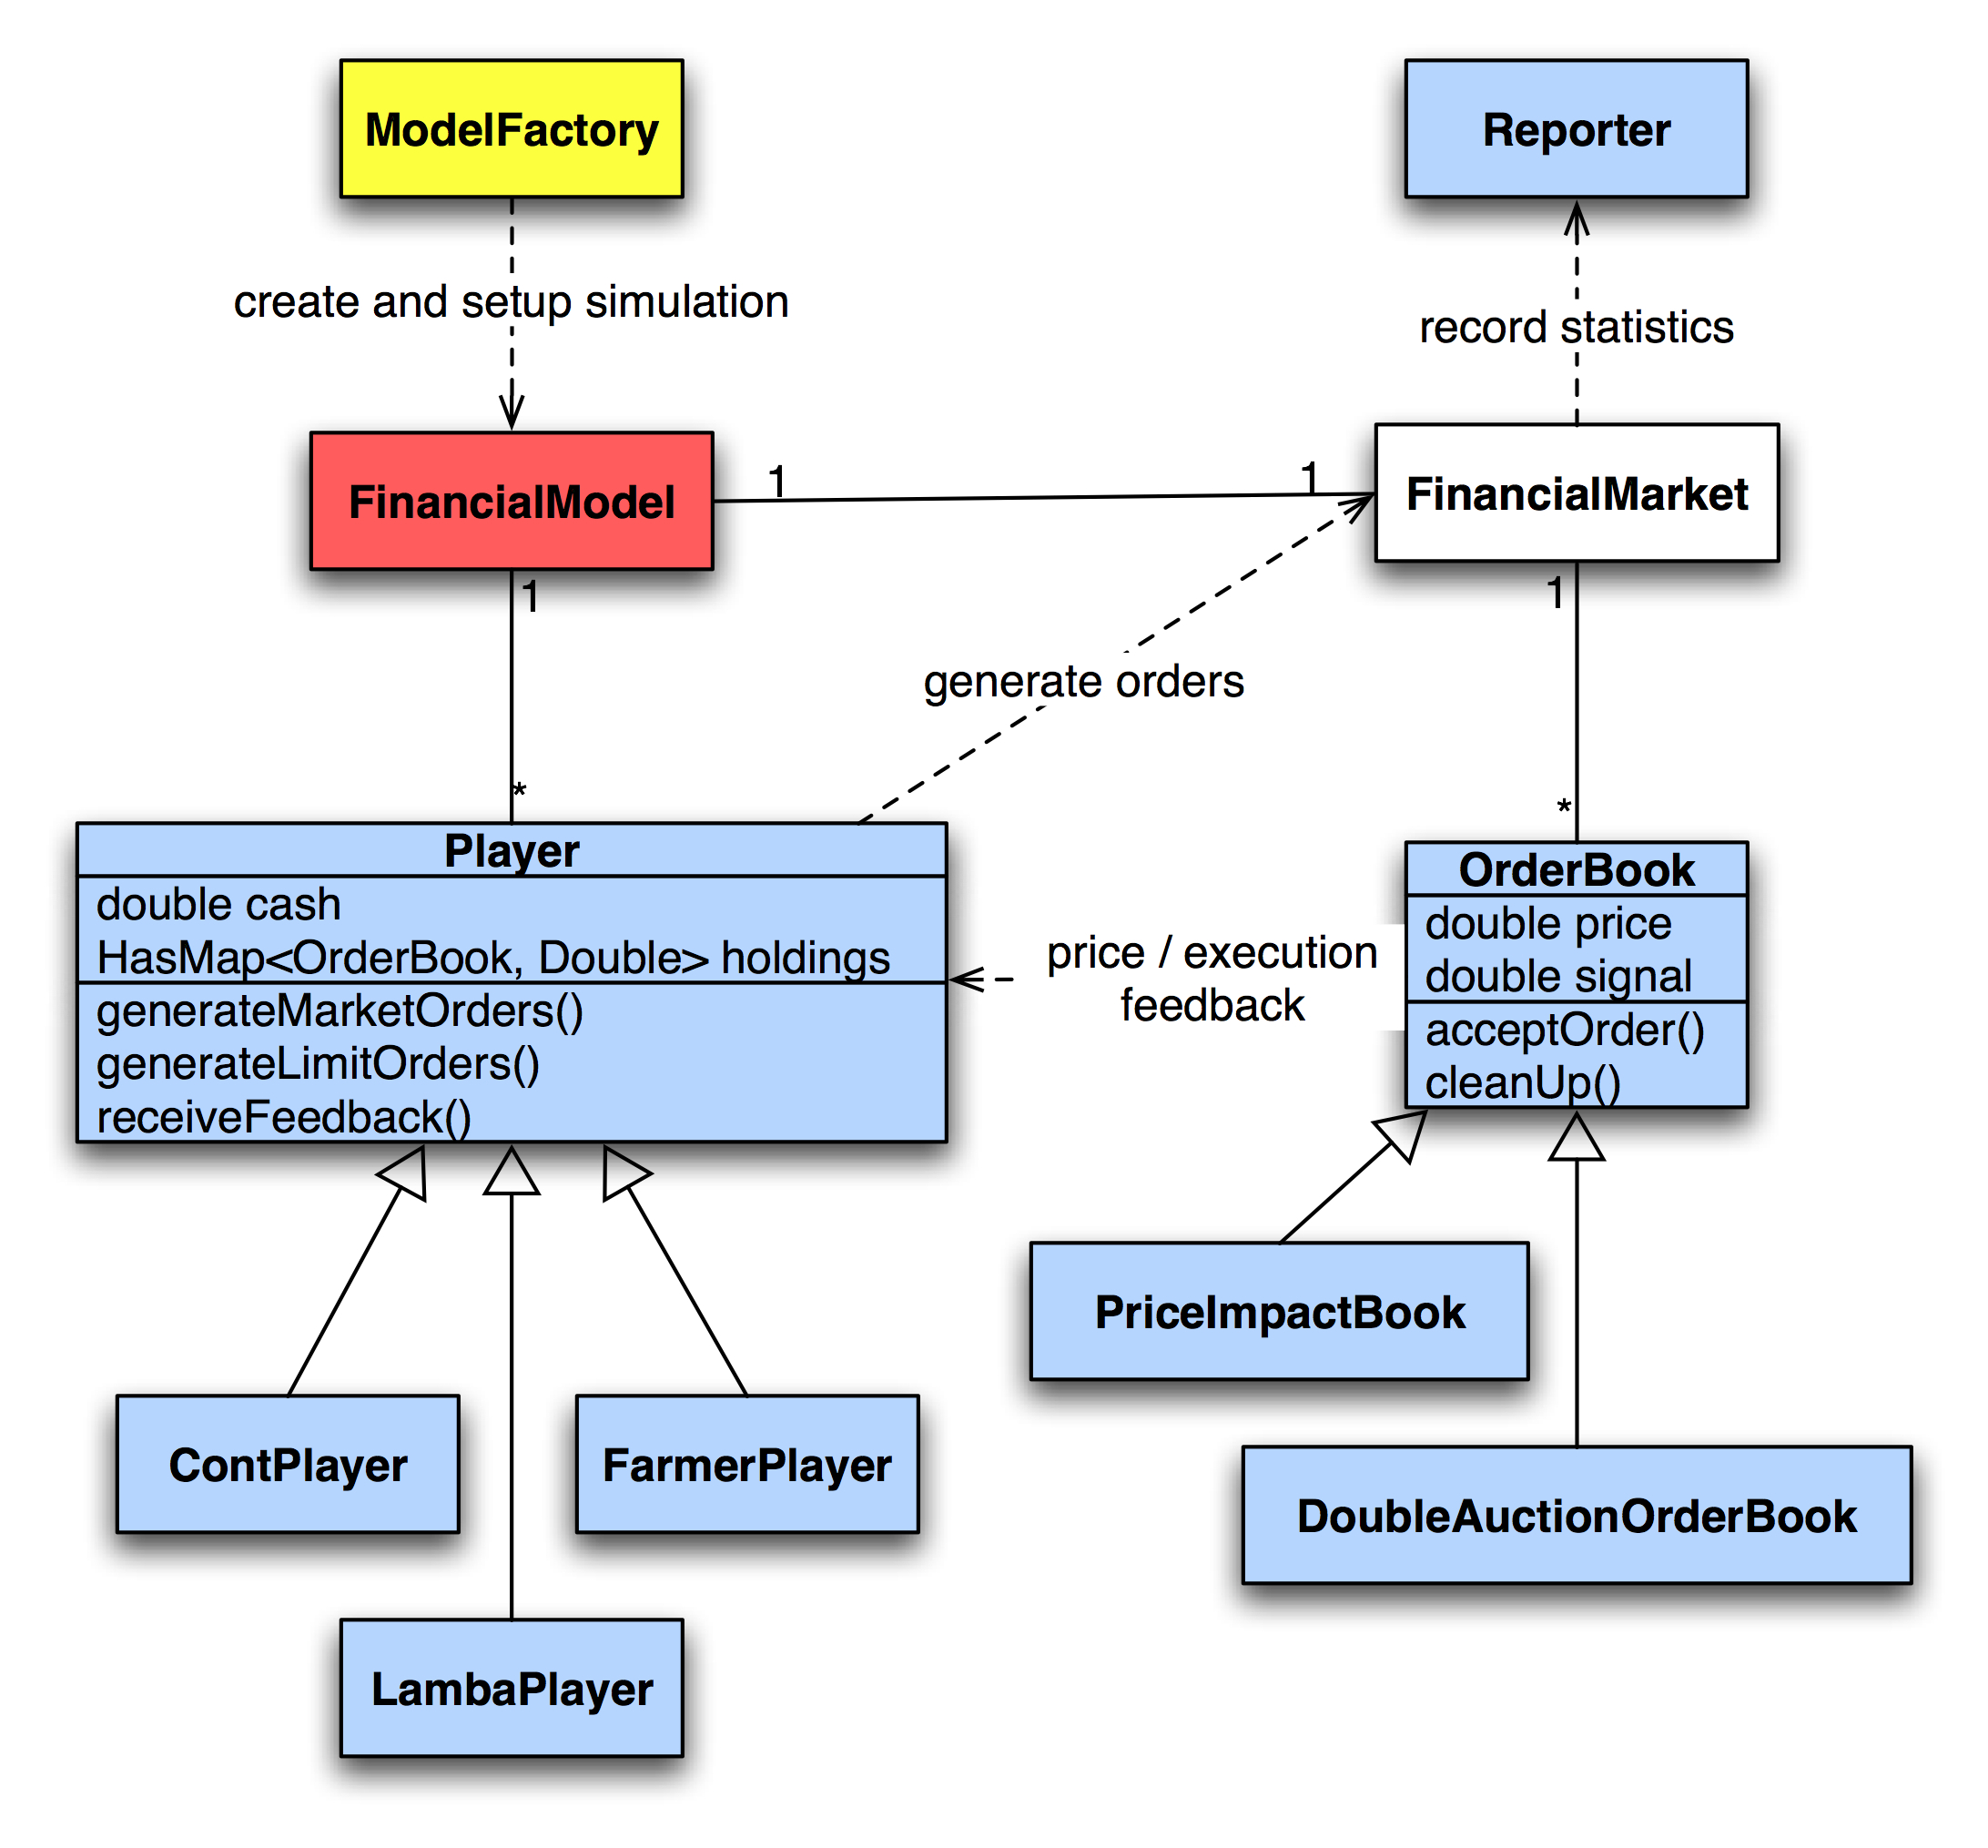 ModelFactory
Reporter
create and setup simulation
record statistics
FinancialModel
1
1
FinancialMarket
1
1
generate orders
*
*
Player
double cash
HasMap<OrderBook, Double> holdings
generateMarketOrders()
generateLimitOrders()
receiveFeedback()
price / execution
feedback
OrderBook
double price
double signal
acceptOrder()
cleanUp()
PriceImpactBook
ContPlayer
FarmerPlayer
DoubleAuctionOrderBook
LambaPlayer